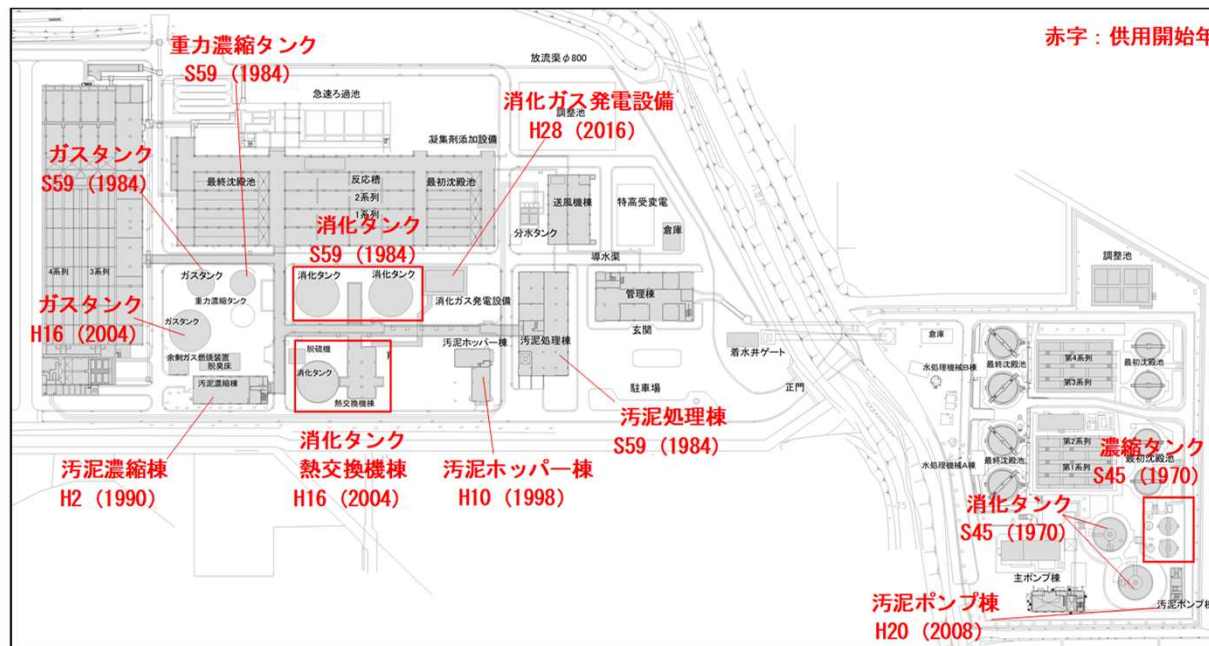 赤字：供用開始年
重力濃縮タンク
S59（1984）
放流渠φ800
急速ろ過池
消化ガス発電設備
H28（2016）
調整池
凝集剤添加設備
ガスタンク
S59（1984）
最終沈殿池
反応槽
2系列
1系列
最初沈殿池
送風機棟
特高受変電
倉庫
分水タンク
消化タンク
S59（1984）
導水渠
4系列
3系列
ガスタンク
重力濃縮タンク
消化タンク
消化タンク
消化ガス発電設備
管理棟
玄関
調整池
ガスタンク
H16（2004）
ガスタンク
余剰ガス燃焼装置
脱臭床
汚泥濃縮棟
脱硫機
消化タンク
熱交換機棟
汚泥ホッパー棟
汚泥処理棟
着水井ゲート
駐車場
正門
倉庫
水処理機械B棟
最終沈殿池
第4系列
第3系列
最初沈殿池
汚泥処理棟
S59（1984）
汚泥濃縮棟
H2（1990）
消化タンク
熱交換機棟
H16（2004）
汚泥ホッパー棟
H10（1998）
水処理機械A棟
最終沈殿池
第2系列
第1系列
最初沈殿池
濃縮タンク
S45（1970）
消化タンク
S45（1970）
主ポンプ棟
汚泥ポンプ棟
汚泥ポンプ棟
H20（2008）